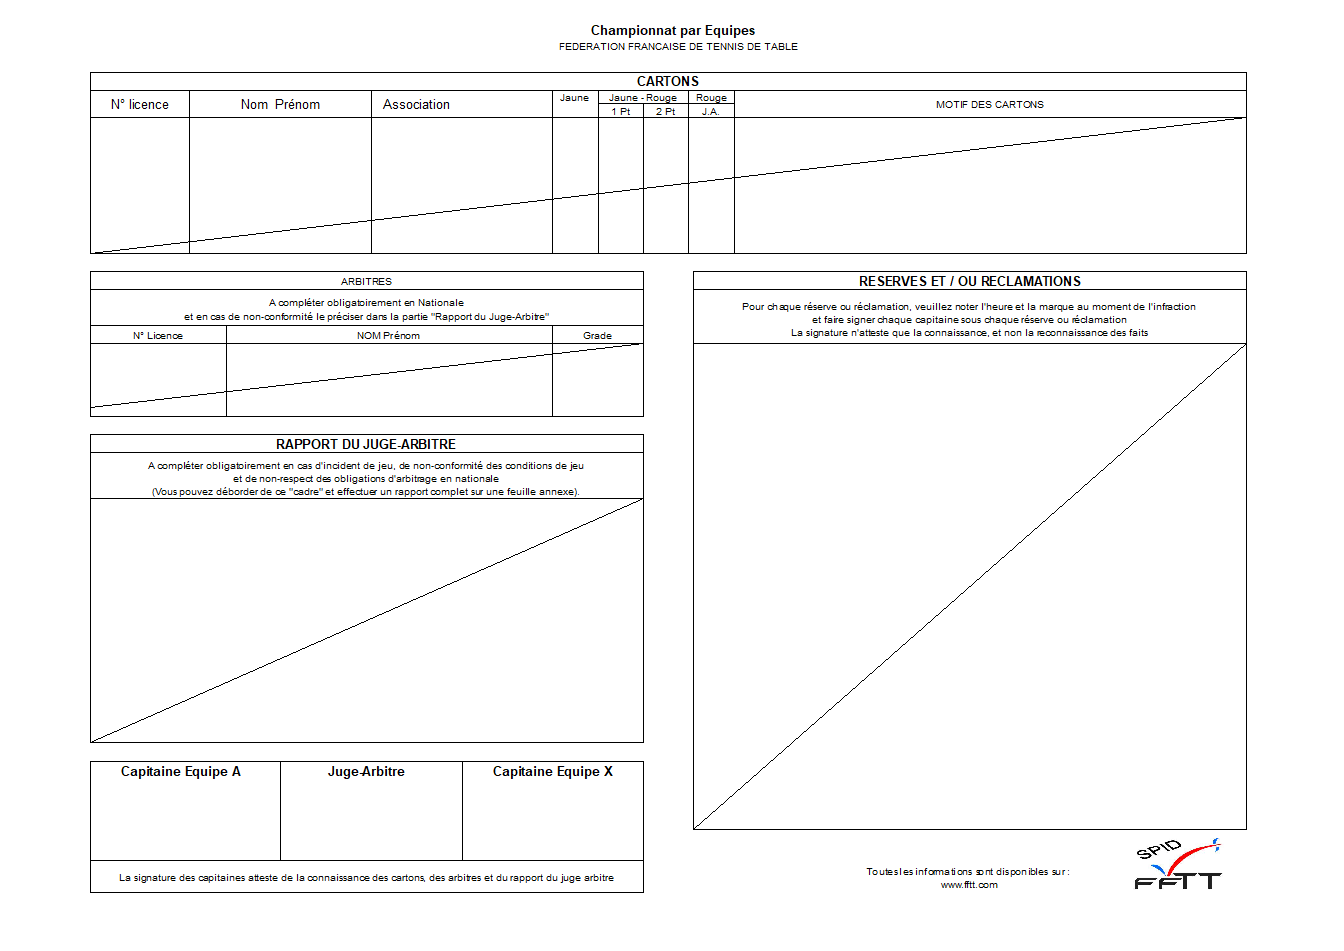 Championnat par Equipes
FEDERATION FRANCAISE DE TENNIS DE TABLE
CARTONS
N° licence
Nom Prénom
Association
Jaune
Jaune - Rouge
Rouge
1 Pt
2 Pt
J.A.
MOTIF DES CARTONS
ARBITRES
A compléter obligatoirement en Nationale
et en cas de non-conformité le préciser dans la partie "Rapport du Juge-Arbitre"
N° Licence
NOM Prénom
Grade
RAPPORT DU JUGE-ARBITRE
A compléter obligatoirement en cas d'incident de jeu, de non-conformité des conditions de jeu
et de non-respect des obligations d'arbitrage en nationale
(Vous pouvez déborder de ce "cadre" et effectuer un rapport complet sur une feuille annexe).
Capitaine Equipe A
Juge-Arbitre
Capitaine Equipe X
La signature des capitaines atteste de la connaissance des cartons, des arbitres et du rapport du juge arbitre
RESERVES ET / OU RECLAMATIONS
Pour chaque réserve ou réclamation, veuillez noter l'heure et la marque au moment de l'infraction
et faire signer chaque capitaine sous chaque réserve ou réclamation
La signature n'atteste que la connaissance, et non la reconnaissance des faits
Toutes les informations sont disponibles sur :
www.fftt.com
SPID
FFTT